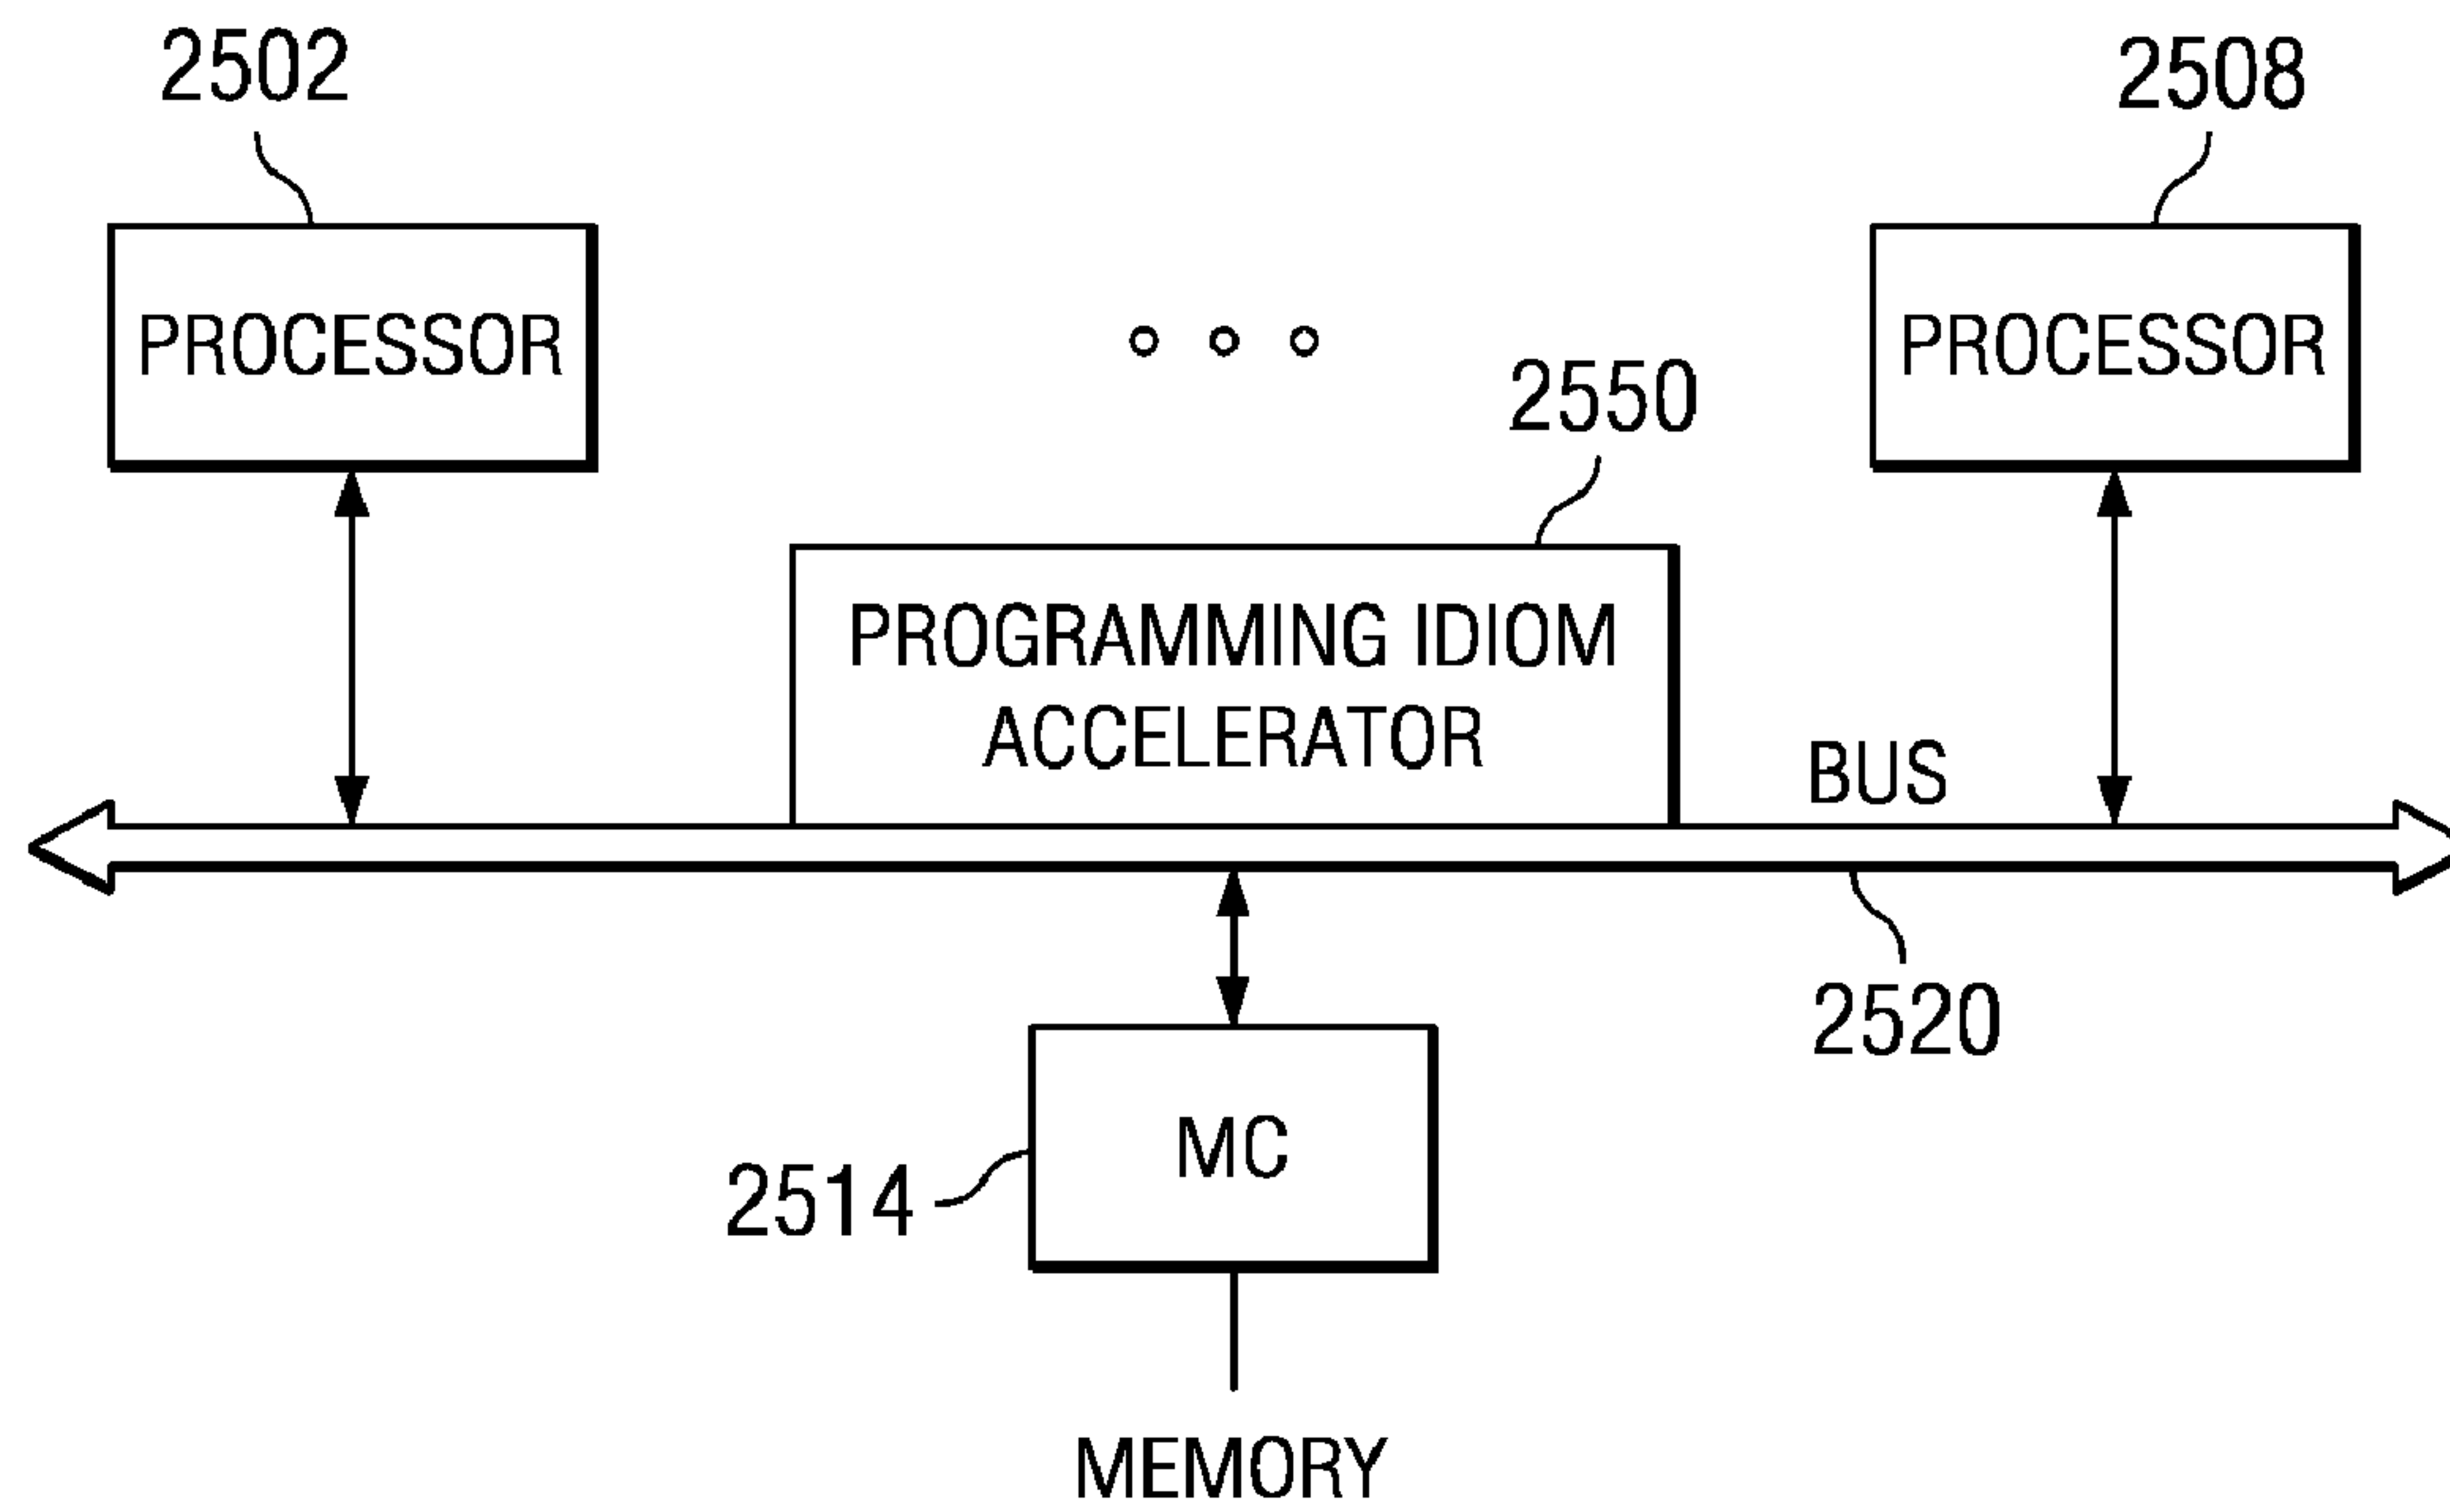 2502
2508
PROCESSOR
PROCESSOR
2550
PROGRAMMING IDIOM
ACCELERATOR
BUS
2520
MC
2514
MEMORY